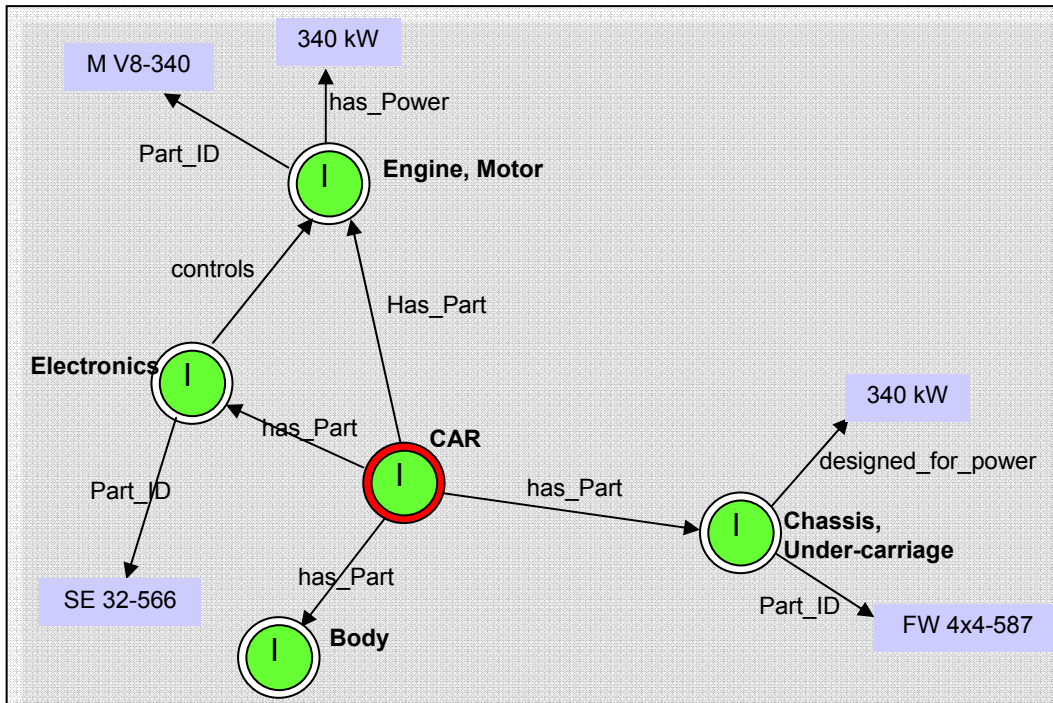 340 kW
M V8-340
has_Power
Part_ID
I
Engine, Motor
controls
Has_Part
Electronics
I
340 kW
has_Part
CAR
designed_for_power
I
has_Part
Part_ID
I
Chassis,
Under-carriage
has_Part
SE 32-566
Part_ID
FW 4x4-587
I
Body